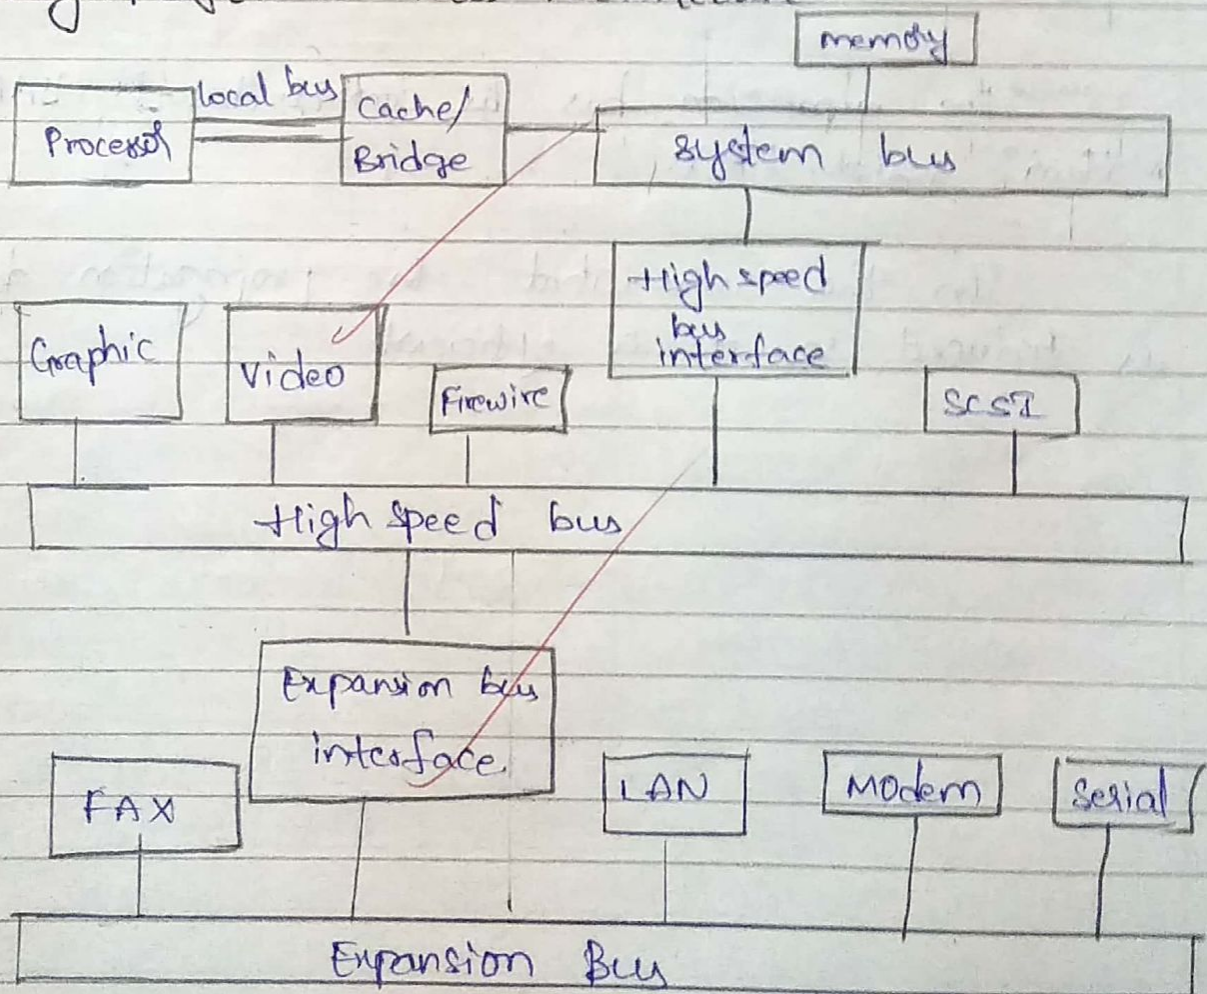 memory
local bus
Processor
Cache/
Bridge
system bus
High speed
bus
interface
Graphic
Video
Firewire
SCSI
High speed bus
Expansion bus
interface.
FAX
LAN
Modem
Serial
Expansion Bus